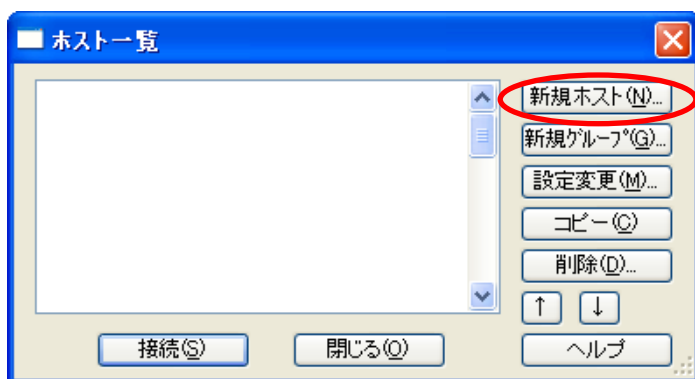 ホスト一覧
新規ホスト(N)...
新規ｸﾞﾙｰﾌﾟ(G)...
設定変更(M)...
コピー(C)
削除(D)...
↑ ↓
接続(S) 閉じる(O) ヘルプ